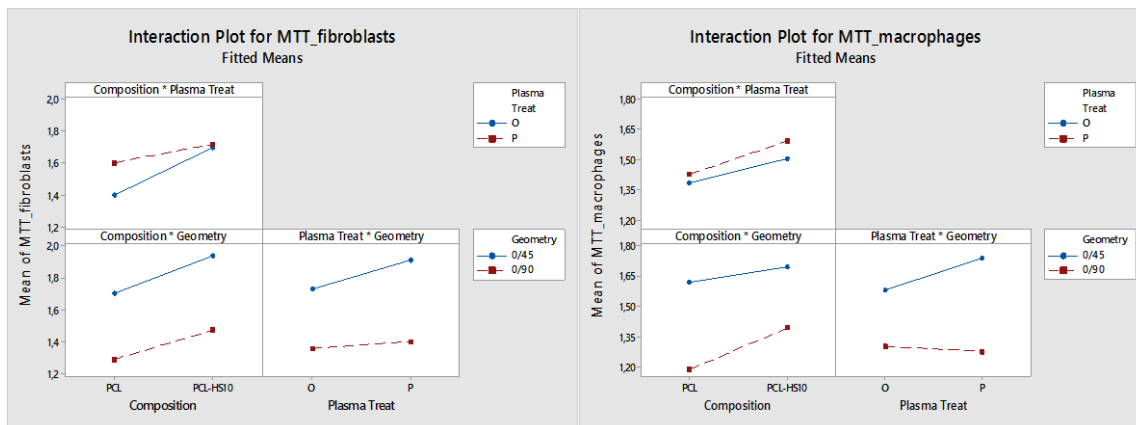 Interaction Plot for MTT_fibroblasts
Fitted Means
Composition * Plasma Treat
Plasma
Treat
O
P
2,0
1,8
1,6
1,4
1,2
Mean of MTT_fibroblasts
Composition * Geometry
Plasma Treat * Geometry
Geometry
0/45
0/90
2,0
1,8
1,6
1,4
1,2
PCL
PCL-HS10
O
P
Composition
Plasma Treat
Interaction Plot for MTT_macrophages
Fitted Means
Composition * Plasma Treat
Plasma
Treat
O
P
1,80
1,65
1,50
1,35
1,20
Mean of MTT_macrophages
Composition * Geometry
Plasma Treat * Geometry
Geometry
0/45
0/90
1,80
1,65
1,50
1,35
1,20
PCL
PCL-HS10
O
P
Composition
Plasma Treat